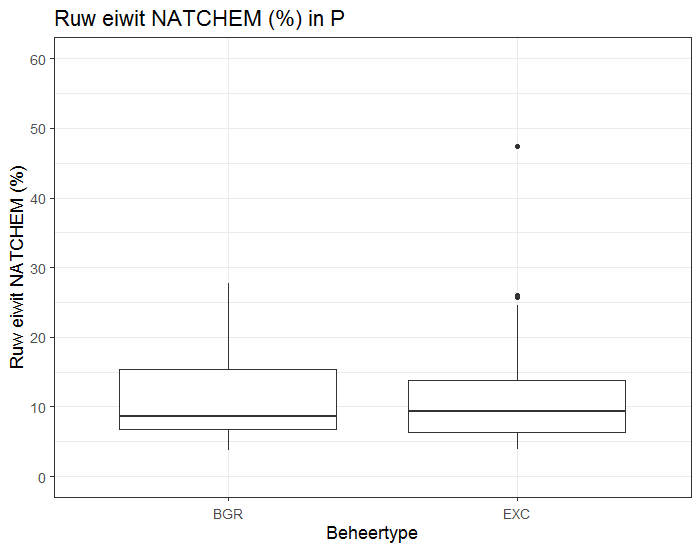 Ruw eiwit NATCHEM (%) in P
Ruw eiwit NATCHEM (%)
60
50
40
30
20
10
0
BGR
EXC
Beheertype